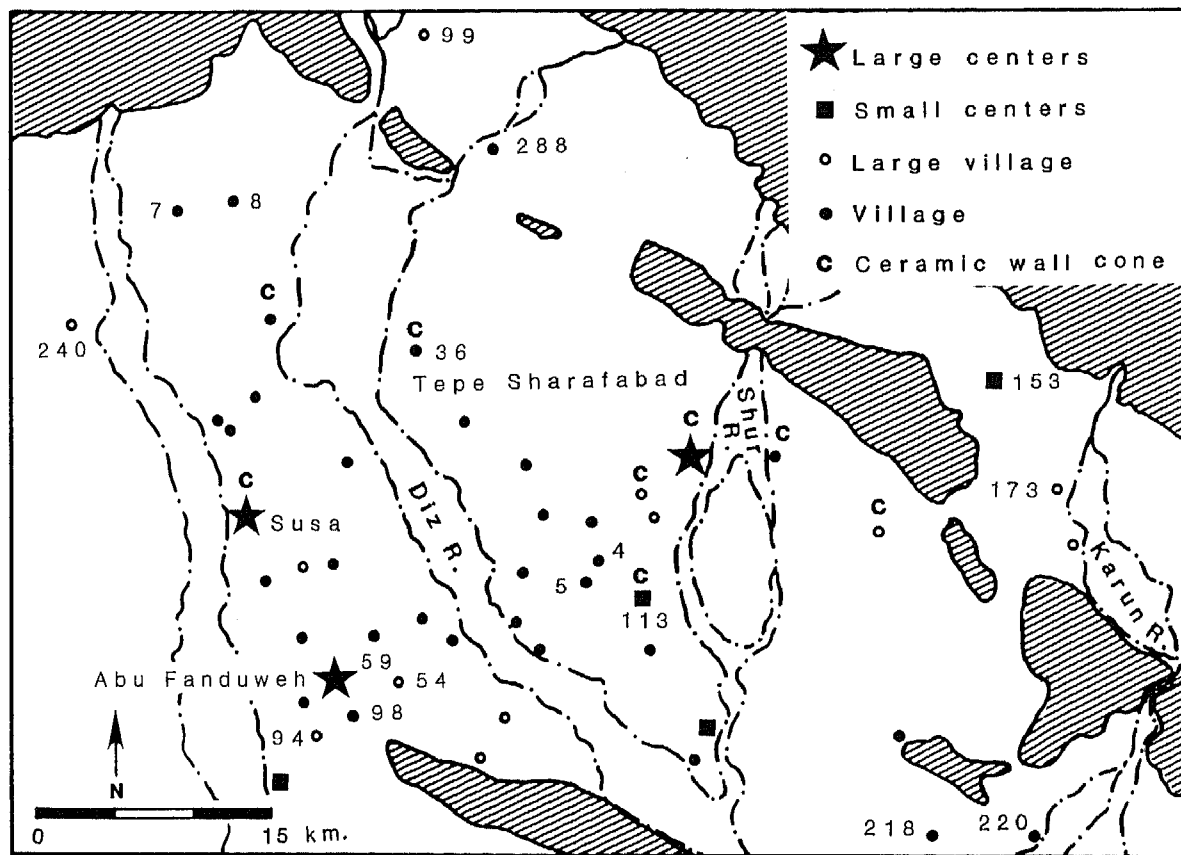 99
Large centers
Small centers
288
Large village
7
8
Village
C Ceramic wall cone
C
240
C
36
Tepe Sharafabad
153
C
Shur R.
C
C
173
C
C
Susa
Diz R.
4
5
C
113
Karun R.
59
Abu Fanduweh
54
98
94
N
0
15 km.
218
220